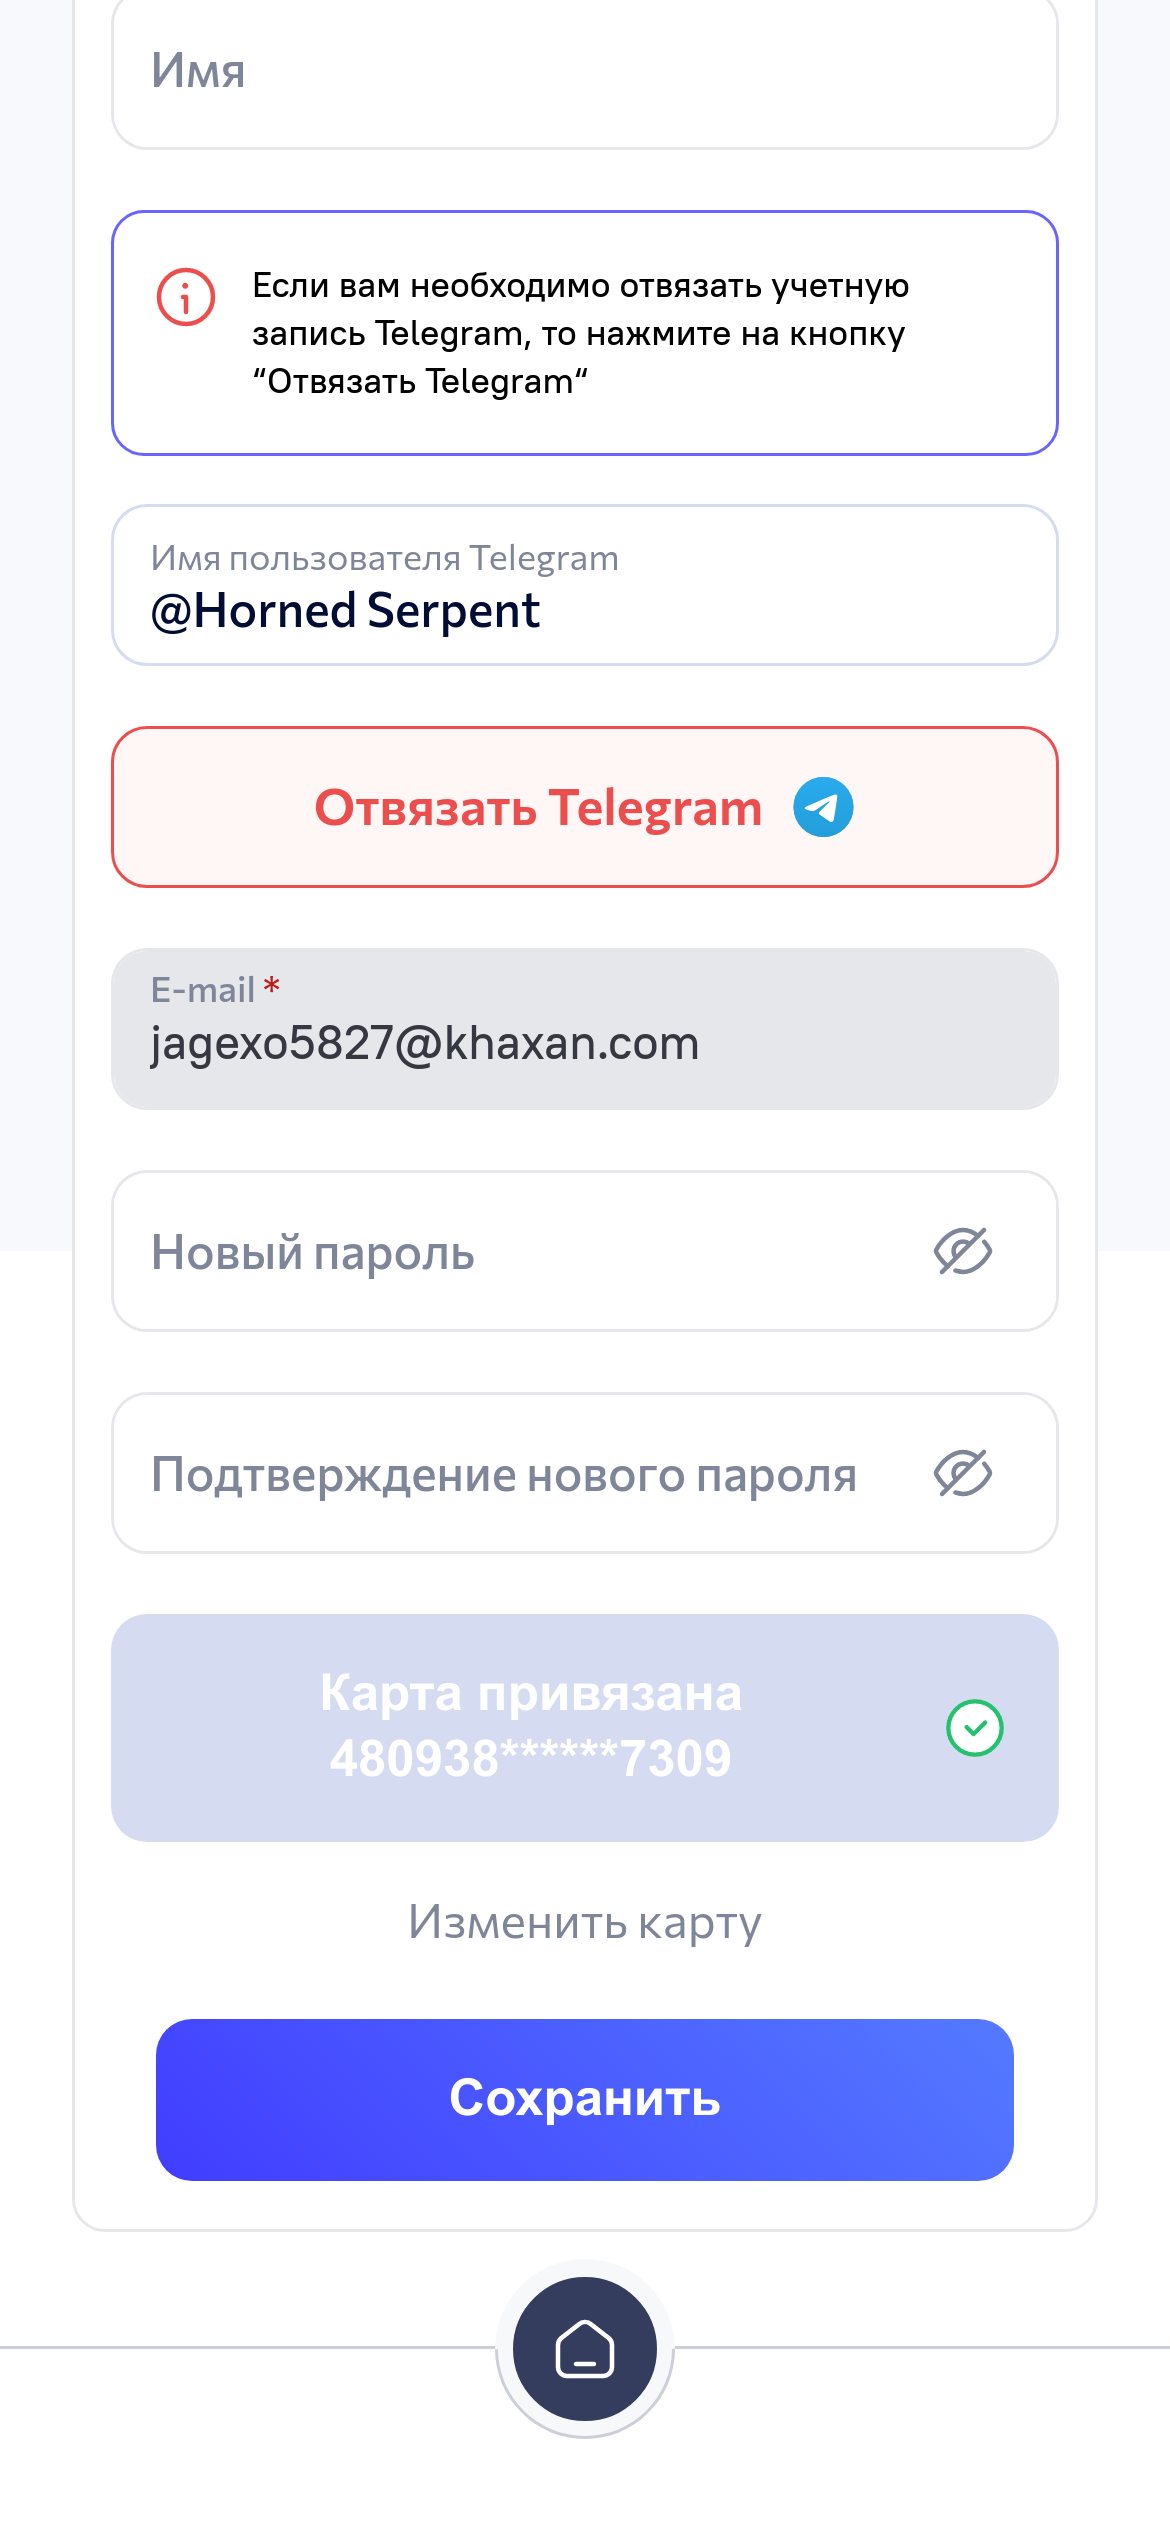 Имя
Если вам необходимо отвязать учетную
запись Telegram, то нажмите на кнопку
“Отвязать Telegram“
Имя пользователя Telegram
@Horned Serpent
Отвязать Telegram
E-mail *
jagexo5827@khaxan.com
Новый пароль
Подтверждение нового пароля
Карта привязана
480938******7309
Изменить карту
Сохранить